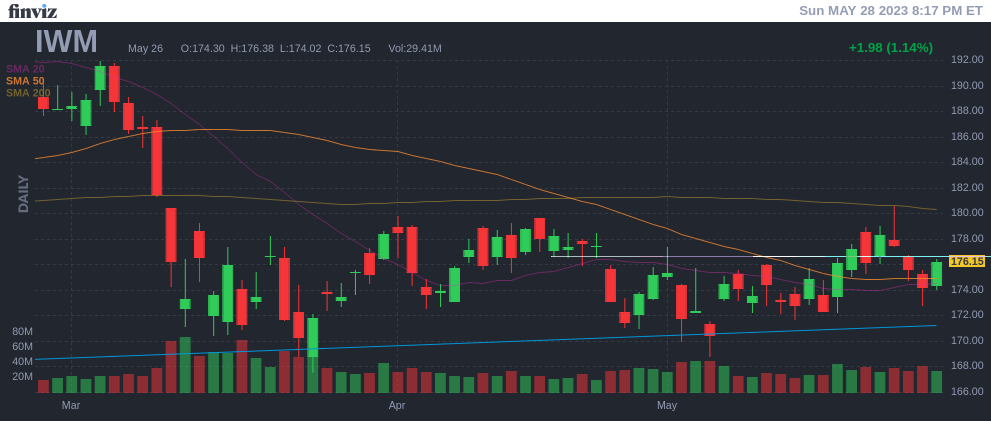 finviz Sun MAY 28 2023 8:17 PM ET
IWM May 26 O:174.30 H:176.38 L:174.02 C:176.15 Vol:29.41M +1.98 (1.14%)
SMA 20
SMA 50
SMA 200
DAILY
192.00
190.00
188.00
186.00
184.00
182.00
180.00
178.00
176.15
174.00
172.00
170.00
168.00
166.00
80M
60M
40M
20M
Mar Apr May